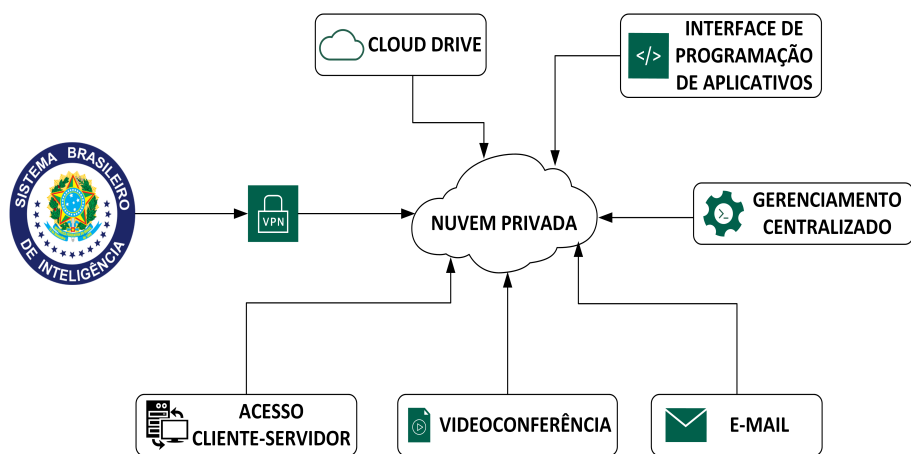 CLOUD DRIVE
INTERFACE DE
PROGRAMAÇÃO
DE APLICATIVOS
</>
SISTEMA BRASILEIRO
DE INTELIGÊNCIA
VPN
NUVEM PRIVADA
GERENCIAMENTO
CENTRALIZADO
ACESSO
CLIENTE-SERVIDOR
VIDEOCONFERÊNCIA
E-MAIL